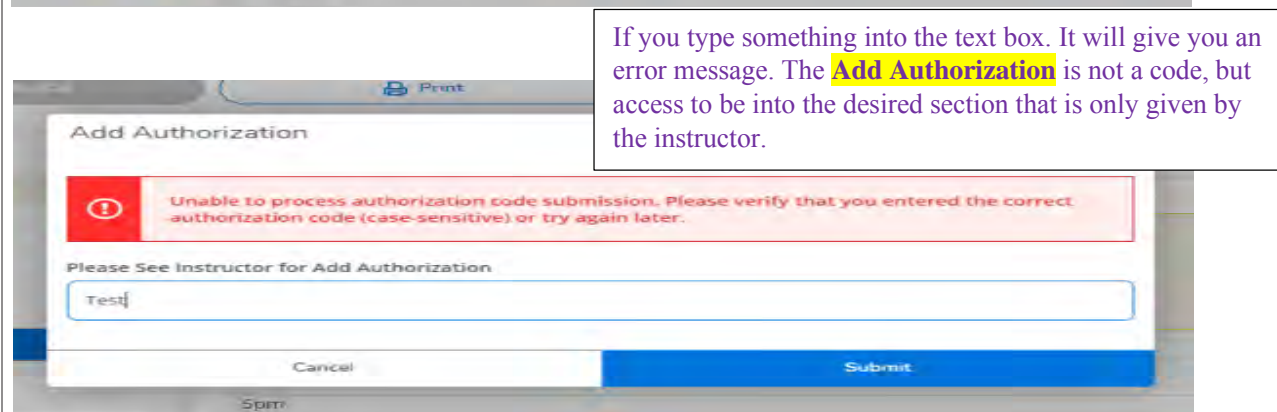 If you type something into the text box. It will give you an
error message. The Add Authorization is not a code, but
access to be into the desired section that is only given by
the instructor.
Print
Add Authorization
Unable to process authorization code submission. Please verify that you entered the correct
authorization code (case-sensitive) or try again later.
Please See Instructor for Add Authorization
Test
Cancel
Submit